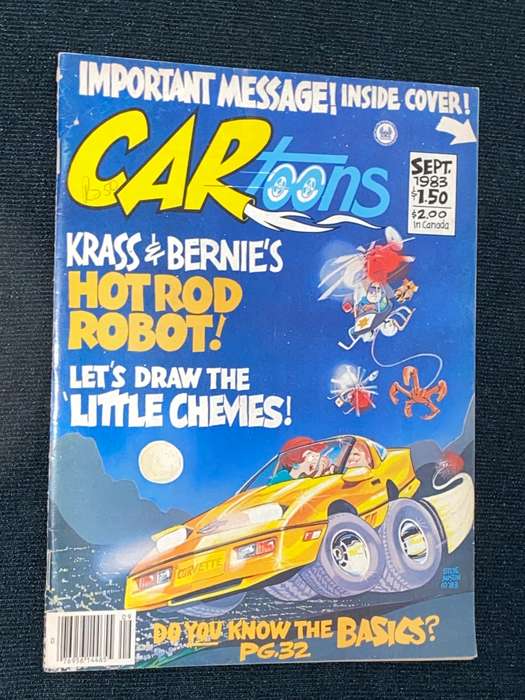 IMPORTANT MESSAGE! INSIDE COVER!
CARtoons
SEPT.
1983
$1.50
$2.00
in Canada
KRASS & BERNIE'S
HOT ROD
ROBOT!
LET'S DRAW THE
'LITTLE CHEVIES!
CORVETTE
09
DO YOU KNOW THE BASICS?
PG.32